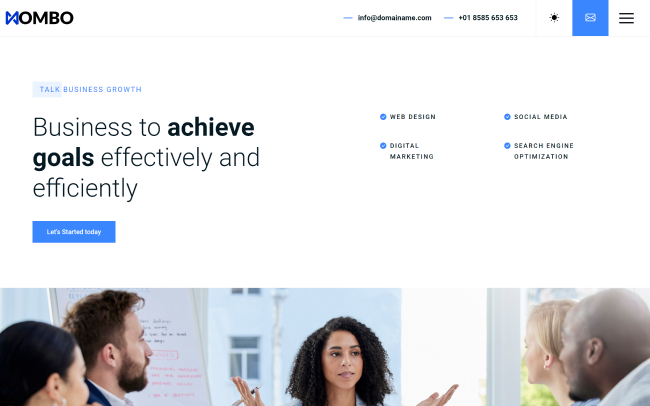 MOMBO
info@domainame.com
+01 8585 653 653
TALK BUSINESS GROWTH
Business to achieve
goals effectively and
efficiently
Let's Started today
WEB DESIGN
SOCIAL MEDIA
DIGITAL
MARKETING
SEARCH ENGINE
OPTIMIZATION